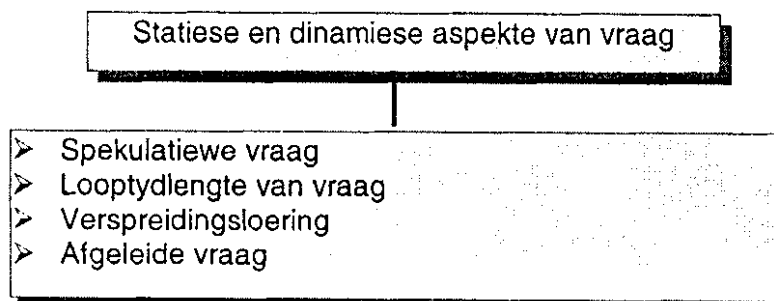 Statiese en dinamiese aspekte van vraag
➢ Spekulatiewe vraag
➢ Looptydlengte van vraag
➢ Verspreidingsloering
➢ Afgeleide vraag